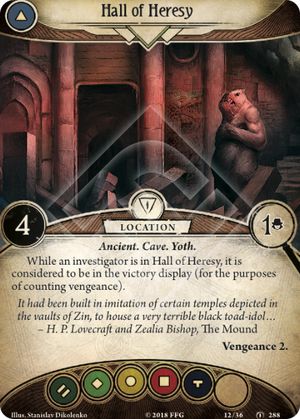 Hall of Heresy
4
LOCATION
1
Ancient. Cave. Yoth.
While an investigator is in Hall of Heresy, it is
considered to be in the victory display (for the purposes
of counting vengeance).
It had been built in imitation of certain temples depicted in
the vaults of Zin, to house a very terrible black toad-idol…
– H. P. Lovecraft and Zealia Bishop, The Mound
Vengeance 2.
Illus. Stanislav Dikolenko
© 2018 FFG
12/36
288